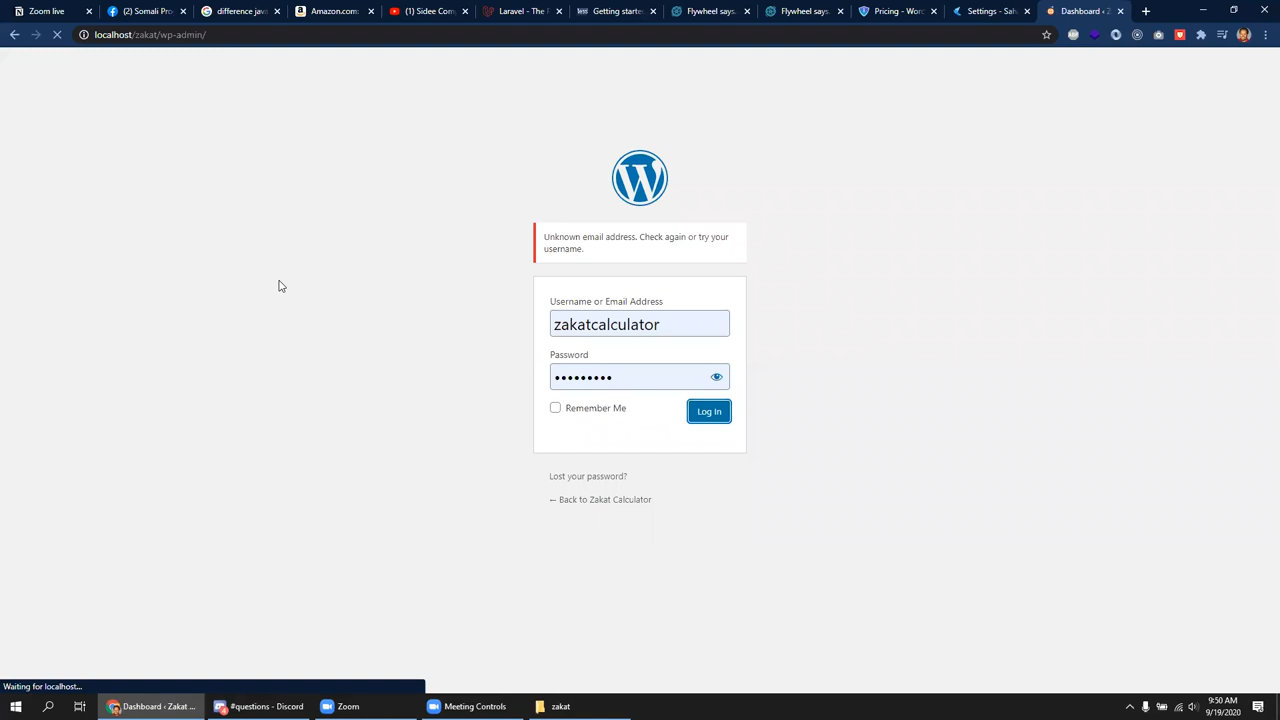 Zoom live
(2) Somali Pro
difference java
Amazon.com:
(1) Sidee Com
Laravel - The
Getting starte
Flywheel says.
Flywheel says.
Pricing - Wor
Settings - Sah
Dashboard < Z
localhost/zakat/wp-admin/
Unknown email address. Check again or try your
username.
Username or Email Address
zakatcalculator
Password
•••••••••
Remember Me
Log In
Lost your password?
← Back to Zakat Calculator
Waiting for localhost...
Dashboard < Zakat ...
#questions - Discord
Zoom
Meeting Controls
zakat
9:50 AM
9/19/2020